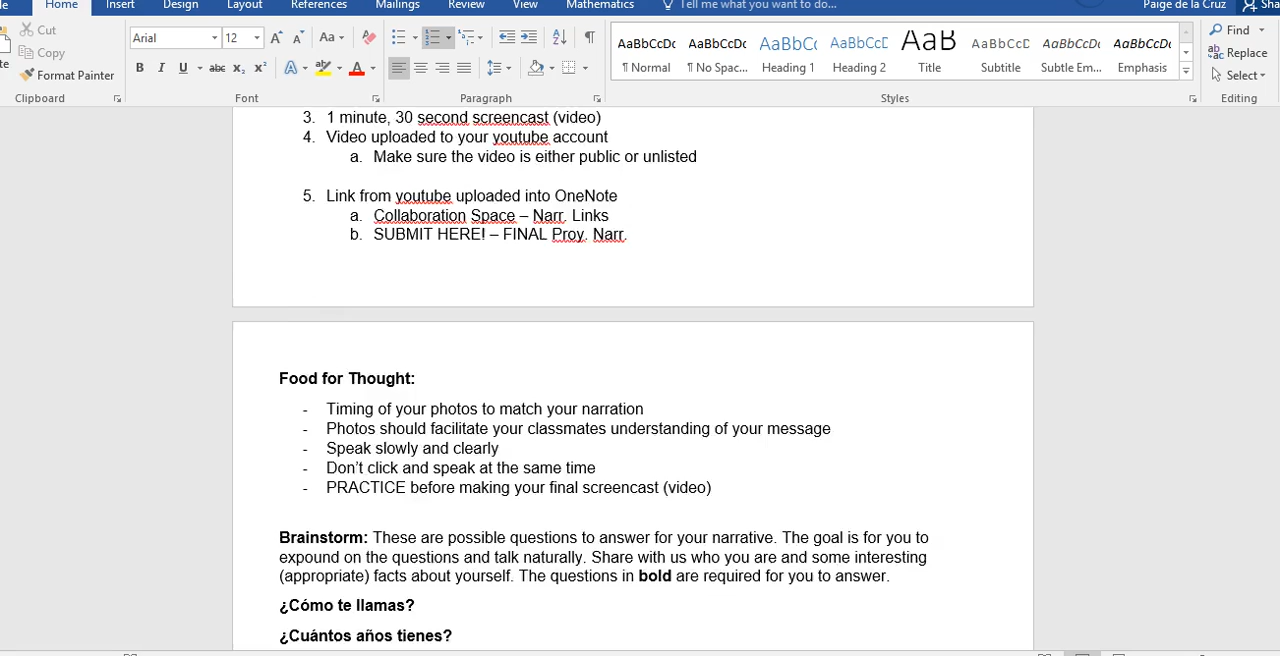 Home Insert Design Layout References Mailings Review View Mathematics Tell me what you want to do... Paige de la Cruz
Cut
Copy
Format Painter
Clipboard
Arial 12 Aa
B I U abc X₂ X² A A
Font
Paragraph
AaBbCcDc AaBbCcDc AaBbCc AaBbCcD AaB AaBbCcD AaBbCcDc AaBbCcDc
¶ Normal ¶ No Spac... Heading 1 Heading 2 Title Subtitle Subtle Em... Emphasis
Styles
Find
Replace
Select
Editing
3. 1 minute, 30 second screencast (video)
4. Video uploaded to your youtube account
a. Make sure the video is either public or unlisted
5. Link from youtube uploaded into OneNote
a. Collaboration Space – Narr. Links
b. SUBMIT HERE! – FINAL Proy. Narr.
Food for Thought:
- Timing of your photos to match your narration
- Photos should facilitate your classmates understanding of your message
- Speak slowly and clearly
- Don't click and speak at the same time
- PRACTICE before making your final screencast (video)
Brainstorm: These are possible questions to answer for your narrative. The goal is for you to
expound on the questions and talk naturally. Share with us who you are and some interesting
(appropriate) facts about yourself. The questions in bold are required for you to answer.
¿Cómo te llamas?
¿Cuántos años tienes?